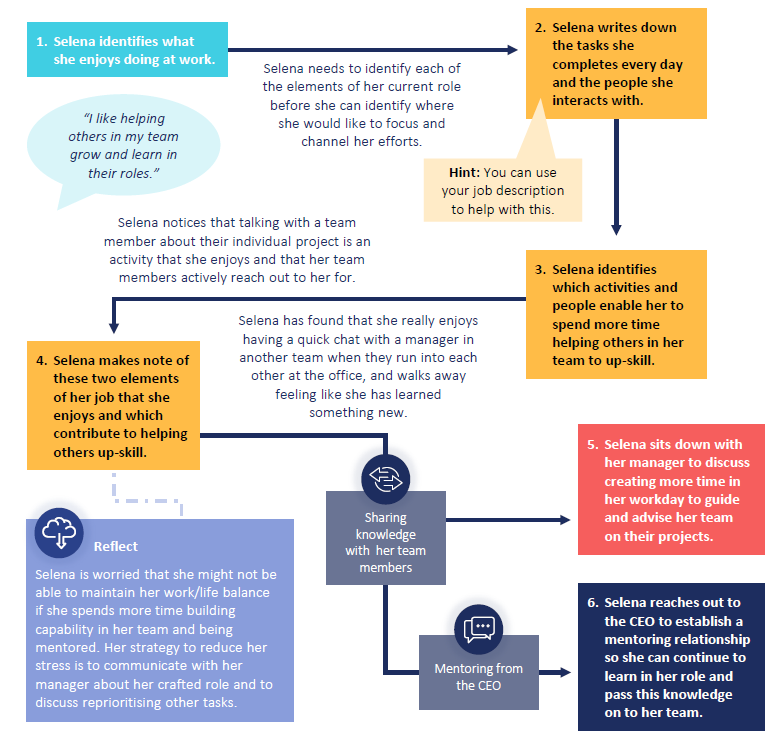 1. Selena identifies what
she enjoys doing at work.
Selena needs to identify each of
the elements of her current role
before she can identify where
she would like to focus and
channel her efforts.
2. Selena writes down
the tasks she
completes every day
and the people she
interacts with.
"I like helping
others in my team
grow and learn in
their roles."
Hint: You can use
your job description
to help with this.
Selena notices that talking with a team
member about their individual project is an
activity that she enjoys and that her team
members actively reach out to her for.
3. Selena identifies
which activities and
people enable her to
spend more time
helping others in her
team to up-skill.
Selena has found that she really enjoys
having a quick chat with a manager in
another team when they run into each
other at the office, and walks away
feeling like she has learned
something new.
4. Selena makes note of
these two elements
of her job that she
enjoys and which
contribute to helping
others up-skill.
5. Selena sits down with
her manager to discuss
creating more time in
her workday to guide
and advise her team
on their projects.
Sharing
knowledge
with her team
members
Reflect
Selena is worried that she might not be
able to maintain her work/life balance
if she spends more time building
capability in her team and being
mentored. Her strategy to reduce her
stress is to communicate with her
manager about her crafted role and to
discuss reprioritising other tasks.
Mentoring from
the CEO
6. Selena reaches out to
the CEO to establish a
mentoring relationship
so she can continue to
learn in her role and
pass this knowledge
on to her team.